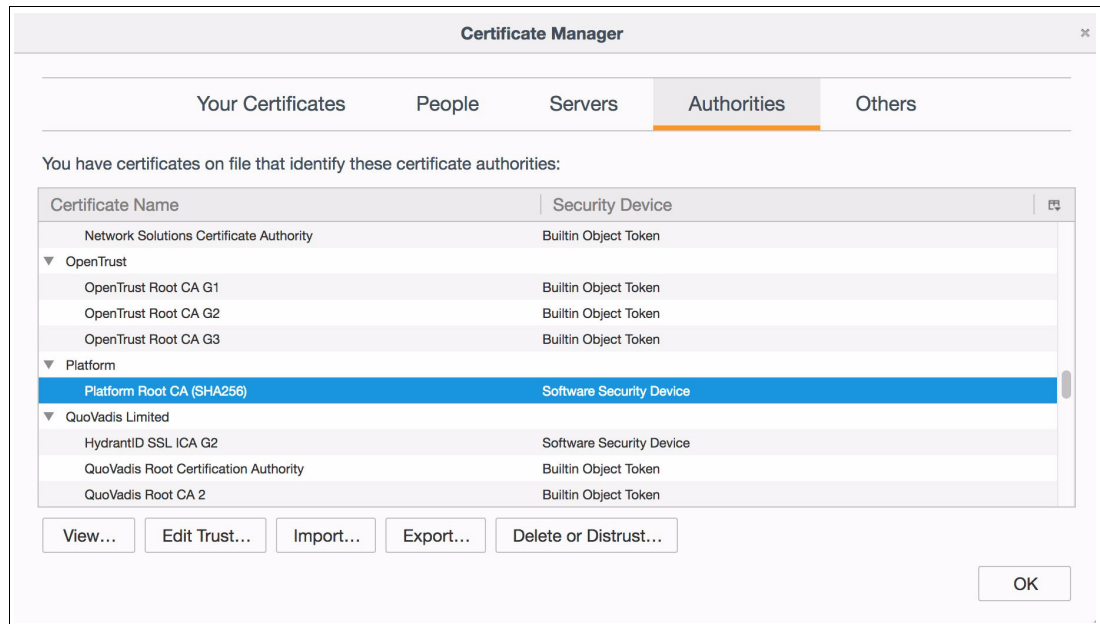 Certificate Manager
Your Certificates People Servers Authorities Others
You have certificates on file that identify these certificate authorities:
Certificate Name Security Device
Network Solutions Certificate Authority Builtin Object Token
OpenTrust
OpenTrust Root CA G1 Builtin Object Token
OpenTrust Root CA G2 Builtin Object Token
OpenTrust Root CA G3 Builtin Object Token
Platform
Platform Root CA (SHA256) Software Security Device
QuoVadis Limited
HydrantID SSL ICA G2 Software Security Device
QuoVadis Root Certification Authority Builtin Object Token
QuoVadis Root CA 2 Builtin Object Token
View... Edit Trust... Import... Export... Delete or Distrust...
OK